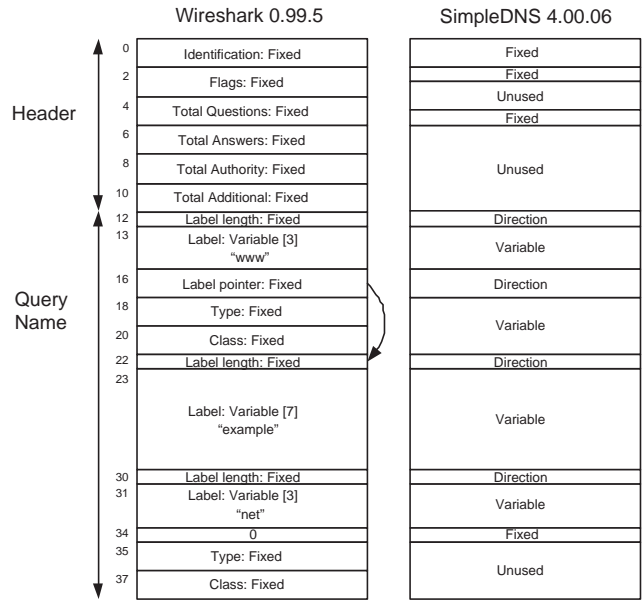 Wireshark 0.99.5
SimpleDNS 4.00.06
Header
Query
Name
0
Identification: Fixed
2
Flags: Fixed
4
Total Questions: Fixed
6
Total Answers: Fixed
8
Total Authority: Fixed
10
Total Additional: Fixed
12
Label length: Fixed
13
Label: Variable [3]
“www”
16
Label pointer: Fixed
18
Type: Fixed
20
Class: Fixed
22
Label length: Fixed
23
Label: Variable [7]
“example”
30
Label length: Fixed
31
Label: Variable [3]
“net”
34
0
35
Type: Fixed
37
Class: Fixed
Fixed
Fixed
Unused
Fixed
Unused
Direction
Variable
Direction
Variable
Direction
Variable
Direction
Variable
Fixed
Unused